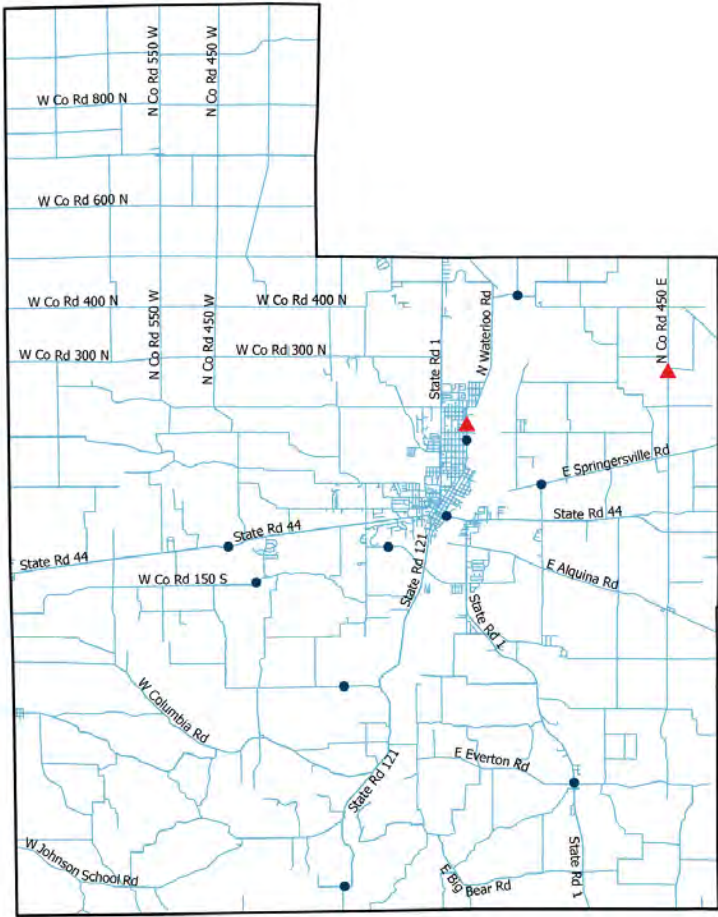 N Co Rd 550 W
N Co Rd 450 W
W Co Rd 800 N
W Co Rd 600 N
W Co Rd 400 N
N Co Rd 550 W
N Co Rd 450 W
W Co Rd 400 N
W Co Rd 300 N
W Co Rd 300 N
State Rd 1
N Waterloo Rd
N Co Rd 450 E
E Springersville Rd
State Rd 44
State Rd 44
State Rd 44
W Co Rd 150 S
State Rd 121
E Alquina Rd
State Rd 1
W Columbia Rd
State Rd 121
E Everton Rd
W Johnson School Rd
E Big Bear Rd
State Rd 1